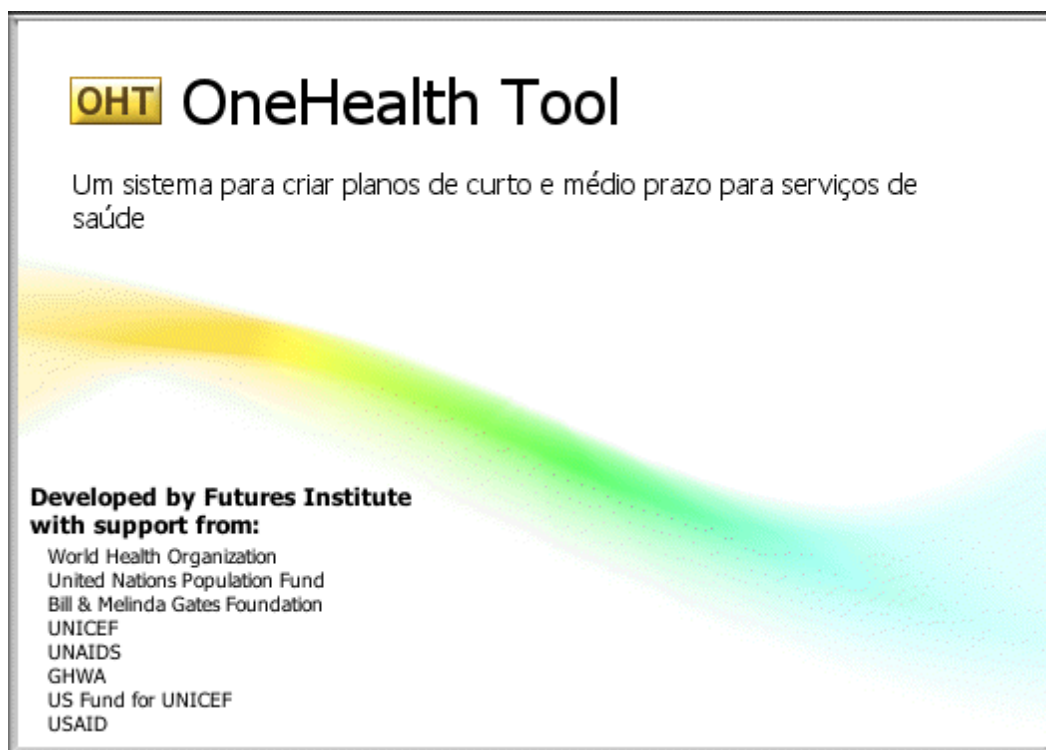 OHT OneHealth Tool
Um sistema para criar planos de curto e médio prazo para serviços de
saúde
Developed by Futures Institute
with support from:
World Health Organization
United Nations Population Fund
Bill & Melinda Gates Foundation
UNICEF
UNAIDS
GHWA
US Fund for UNICEF
USAID